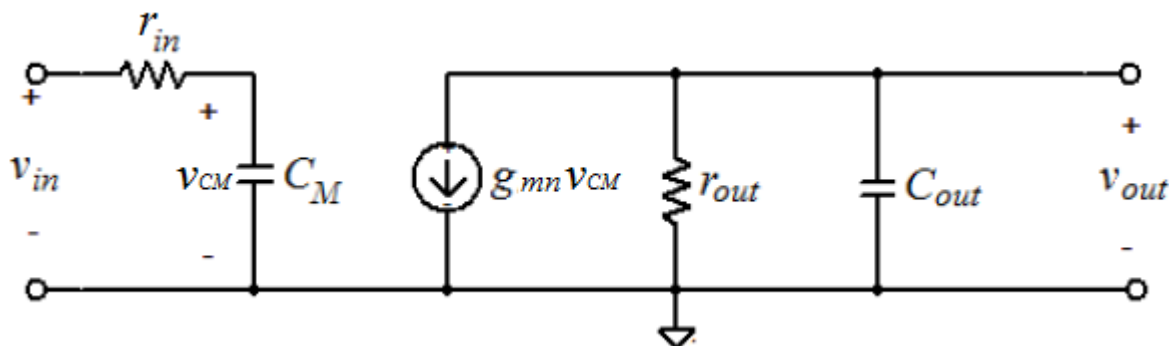 r_in
+
v_in
-
+
v_CM
-
C_M
g_mn v_CM
r_out
C_out
+
v_out
-